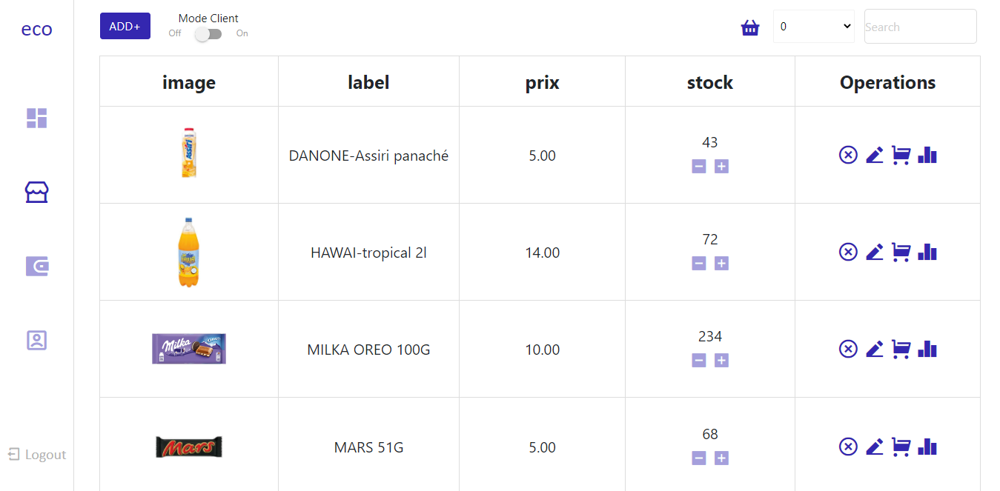 eco
ADD+
Mode Client
Off On
0
Search
image label prix stock Operations
ASSIRI
DANONE-Assiri panaché 5.00 43
HAWAI-tropical 2l 14.00 72
Milka
MILKA OREO 100G 10.00 234
Mars
MARS 51G 5.00 68
Logout